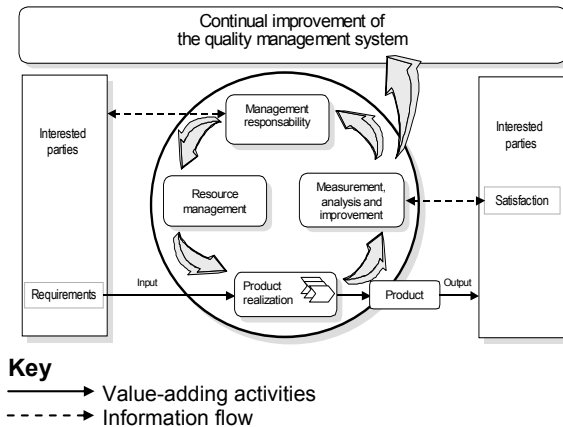 Continual improvement of
the quality management system
Interested
parties
Management
responsability
Interested
parties
Resource
management
Measurement,
analysis and
improvement
Satisfaction
Requirements
Input
Product
realization
Product
Output
Key
Value-adding activities
Information flow